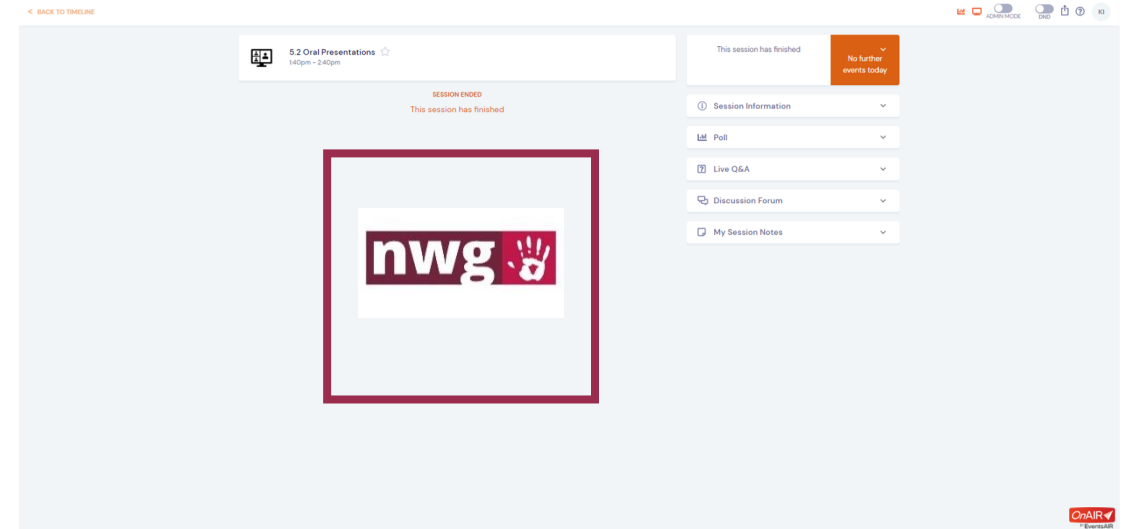 < BACK TO TIMELINE
ADMIN MODE
DND
KI
5.2 Oral Presentations
1:40pm - 2:40pm
SESSION ENDED
This session has finished
nwg
This session has finished
No further
events today
Session Information
Poll
Live Q&A
Discussion Forum
My Session Notes
OnAIR
BY EventsAIR